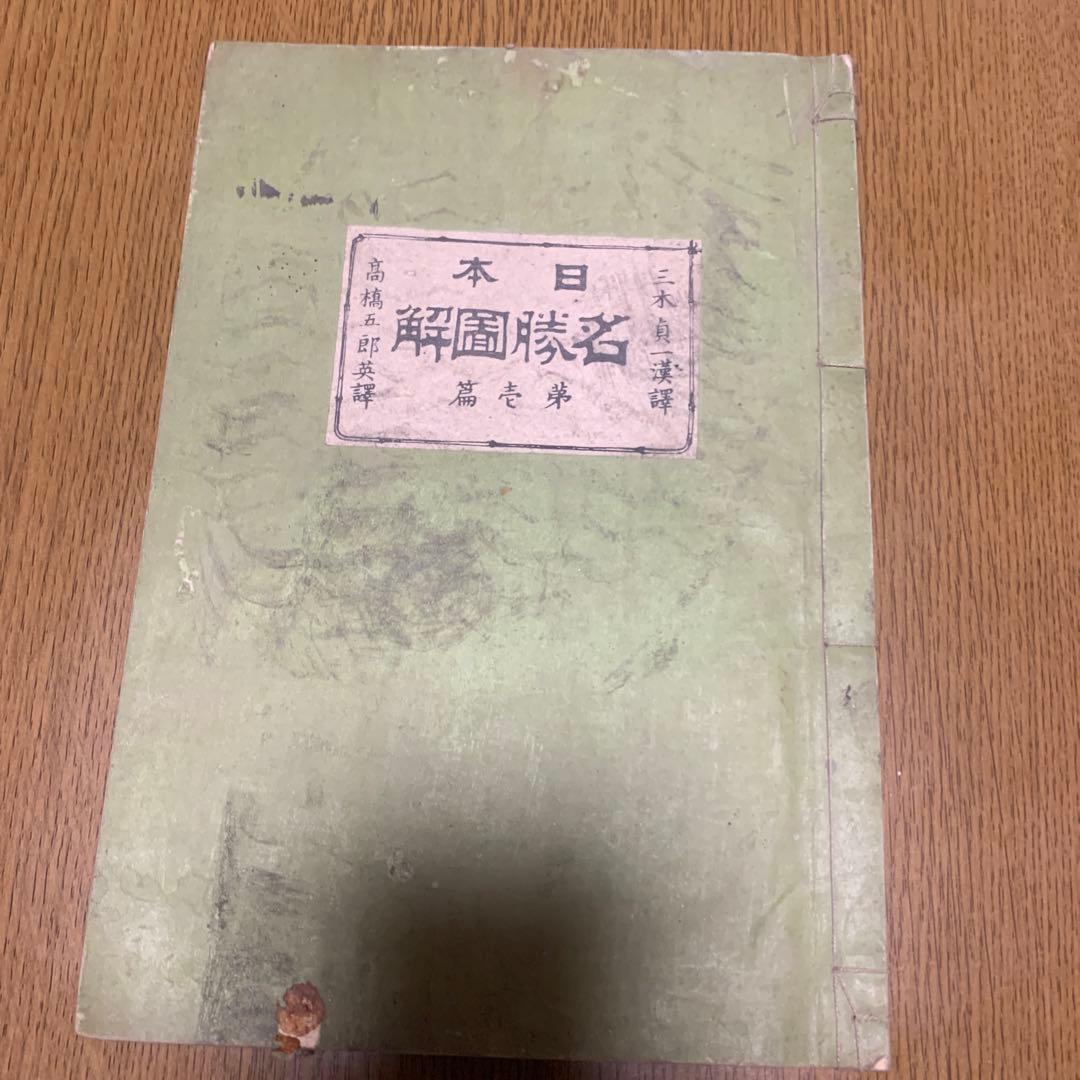 三木貞一漢譯
日本
名勝圖解
第壱篇
高橋五郎英譯